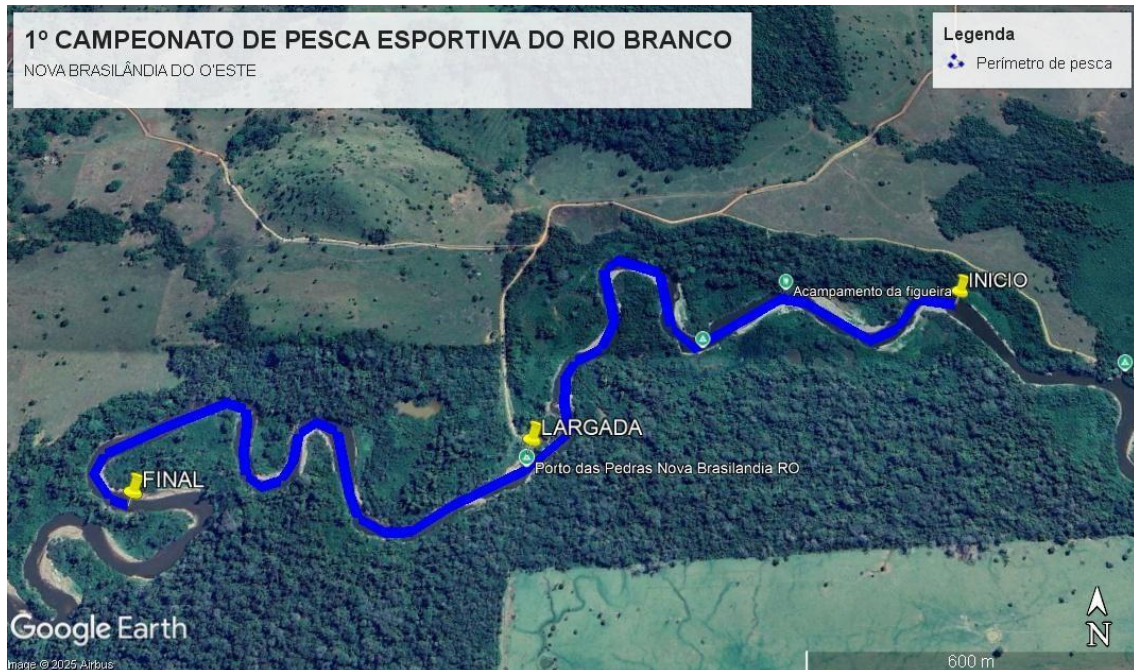 1º CAMPEONATO DE PESCA ESPORTIVA DO RIO BRANCO
NOVA BRASILÂNDIA DO O'ESTE
Legenda
Perímetro de pesca
INICIO
Acampamento da figueira
LARGADA
Porto das Pedras Nova Brasilandia RO
FINAL
N
Google Earth
Image © 2025 Airbus
600 m